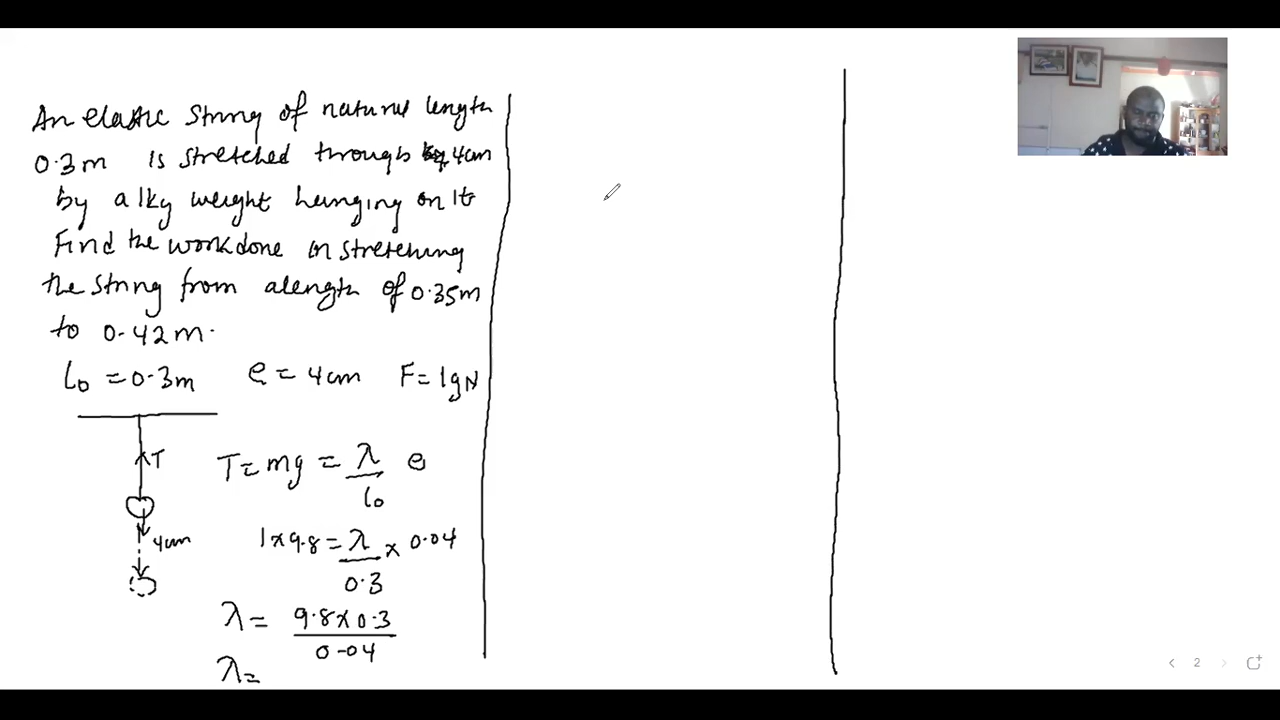 An elastic string of natural length
0.3m is stretched through 4cm
by a 1kg weight hanging on it
Find the workdone in stretching
the string from a length of 0.35m
to 0.42m.
l₀ = 0.3m e = 4cm F = 1gN
T
T = mg = λ/l₀ e
4cm
1 x 9.8 = λ/0.3 x 0.04
λ = 9.8 x 0.3/0.04
λ =
< 2 >